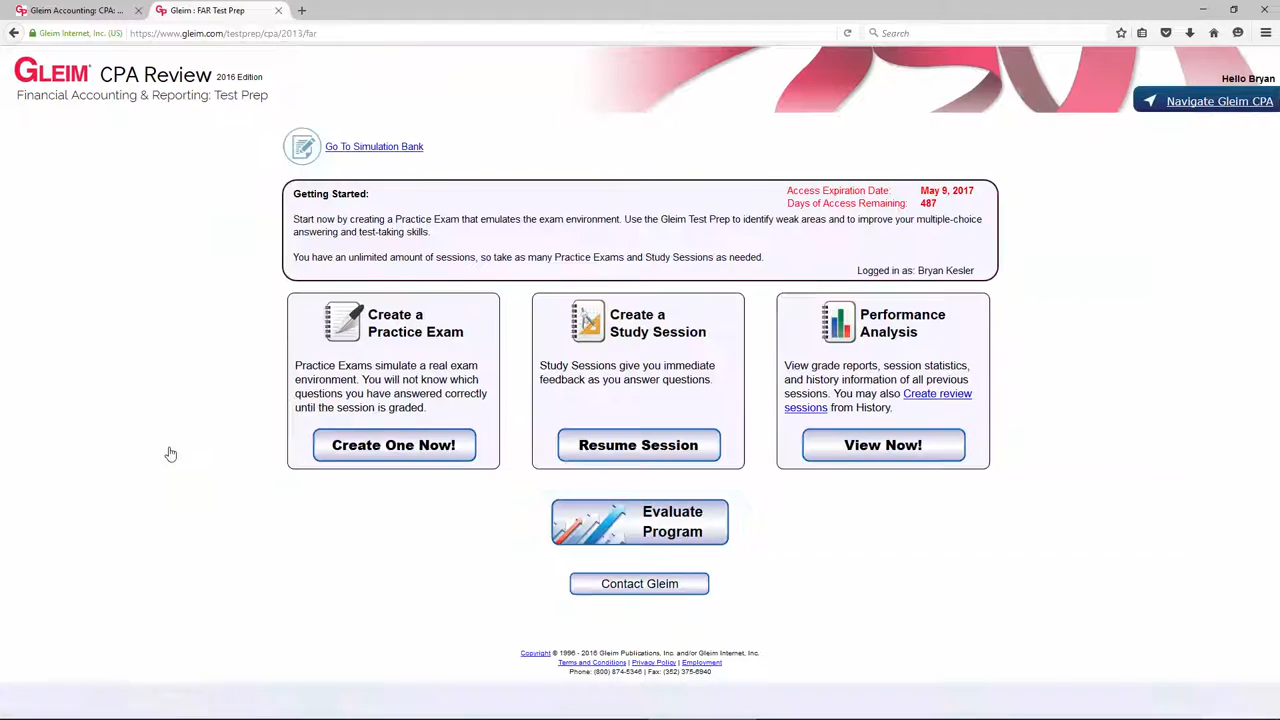 Gleim Accounting: CPA: ...
Gleim : FAR Test Prep
Gleim Internet, Inc. (US)
https://www.gleim.com/testprep/cpa/2013/far
Search
GLEIM CPA Review 2016 Edition
Financial Accounting & Reporting: Test Prep
Hello Bryan
Navigate Gleim CPA
Go To Simulation Bank
Getting Started:
Access Expiration Date: May 9, 2017
Days of Access Remaining: 487
Start now by creating a Practice Exam that emulates the exam environment. Use the Gleim Test Prep to identify weak areas and to improve your multiple-choice
answering and test-taking skills.
You have an unlimited amount of sessions, so take as many Practice Exams and Study Sessions as needed.
Logged in as: Bryan Kesler
Create a
Practice Exam
Practice Exams simulate a real exam
environment. You will not know which
questions you have answered correctly
until the session is graded.
Create One Now!
Create a
Study Session
Study Sessions give you immediate
feedback as you answer questions.
Resume Session
Performance
Analysis
View grade reports, session statistics,
and history information of all previous
sessions. You may also Create review
sessions from History.
View Now!
Evaluate
Program
Contact Gleim
Copyright © 1996 - 2016 Gleim Publications, Inc. and/or Gleim Internet, Inc.
Terms and Conditions | Privacy Policy | Employment
Phone: (800) 874-5346 | Fax: (352) 375-6940